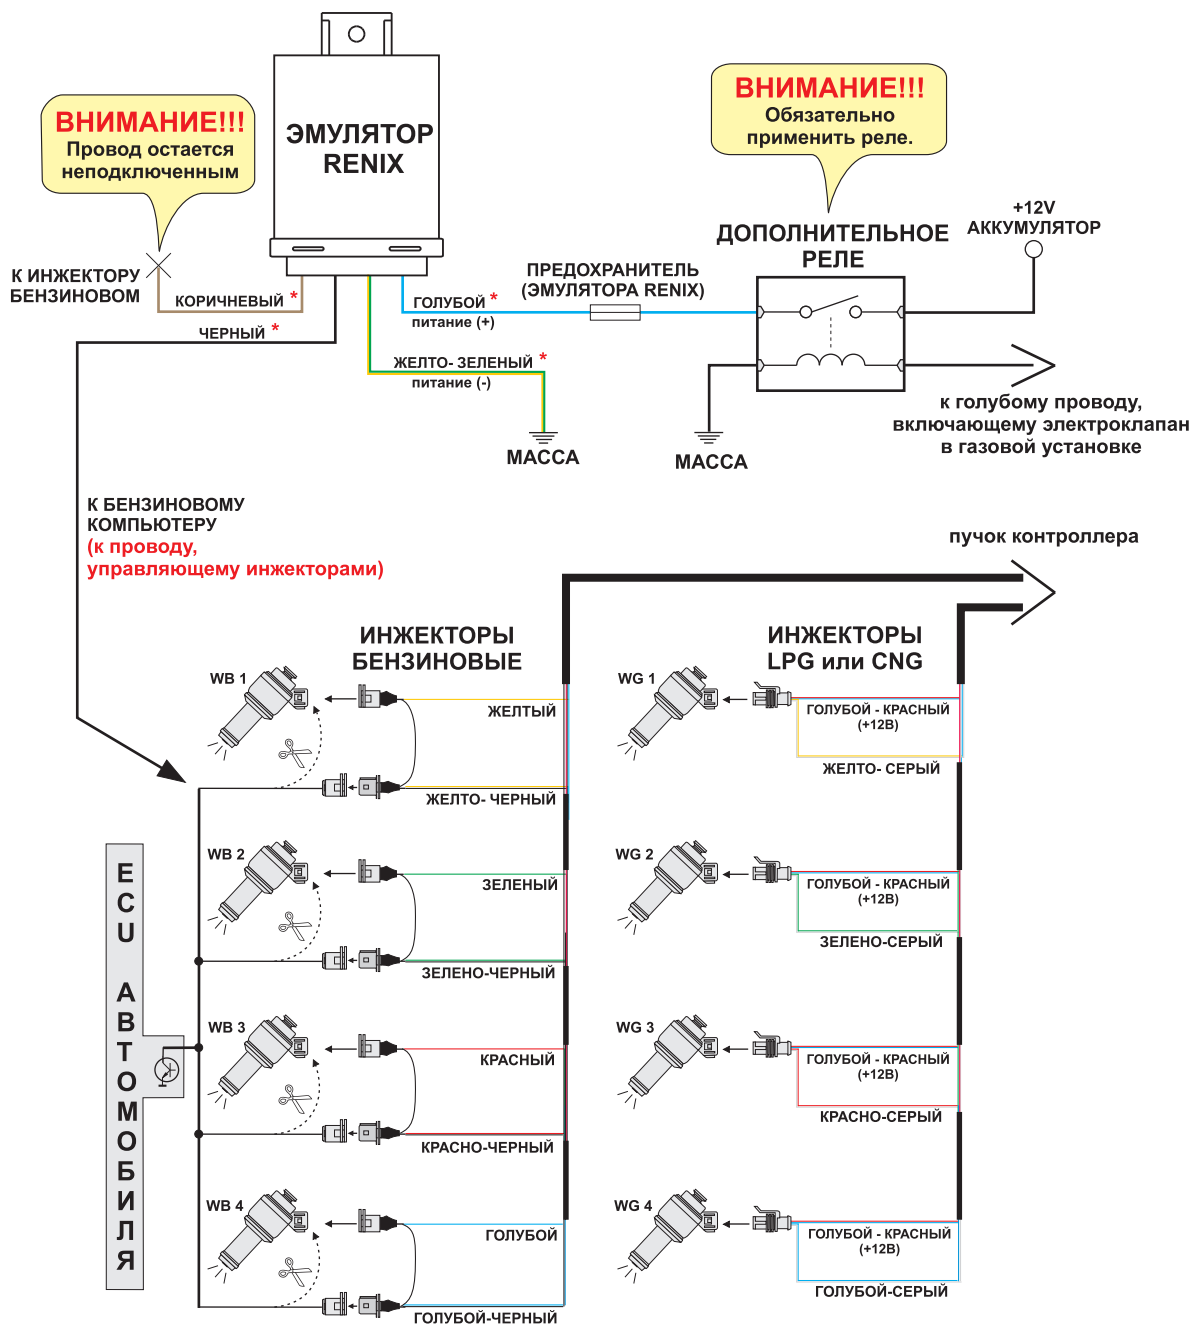 ВНИМАНИЕ!!!
Провод остается
неподключенным
ЭМУЛЯТОР
RENIX
ВНИМАНИЕ!!!
Обязательно
применить реле.
+12V
АККУМУЛЯТОР
ДОПОЛНИТЕЛЬНОЕ
РЕЛЕ
К ИНЖЕКТОРУ
БЕНЗИНОВОМ
КОРИЧНЕВЫЙ *
ЧЕРНЫЙ *
ГОЛУБОЙ *
питание (+)
ПРЕДОХРАНИТЕЛЬ
(ЭМУЛЯТОРА RENIX)
ЖЕЛТО- ЗЕЛЕНЫЙ *
питание (-)
МАССА
МАССА
к голубому проводу,
включающему электроклапан
в газовой установке
К БЕНЗИНОВОМУ
КОМПЬЮТЕРУ
(к проводу,
управляющему инжекторами)
пучок контроллера
ИНЖЕКТОРЫ
БЕНЗИНОВЫЕ
ИНЖЕКТОРЫ
LPG или CNG
WB 1
ЖЕЛТЫЙ
ЖЕЛТО- ЧЕРНЫЙ
WG 1
ГОЛУБОЙ - КРАСНЫЙ
(+12В)
ЖЕЛТО- СЕРЫЙ
WB 2
ЗЕЛЕНЫЙ
ЗЕЛЕНО-ЧЕРНЫЙ
WG 2
ГОЛУБОЙ - КРАСНЫЙ
(+12В)
ЗЕЛЕНО-СЕРЫЙ
WB 3
КРАСНЫЙ
КРАСНО-ЧЕРНЫЙ
WG 3
ГОЛУБОЙ - КРАСНЫЙ
(+12В)
КРАСНО-СЕРЫЙ
WB 4
ГОЛУБОЙ
ГОЛУБОЙ-ЧЕРНЫЙ
WG 4
ГОЛУБОЙ - КРАСНЫЙ
(+12В)
ГОЛУБОЙ-СЕРЫЙ
ECU АВТОМОБИЛЯ